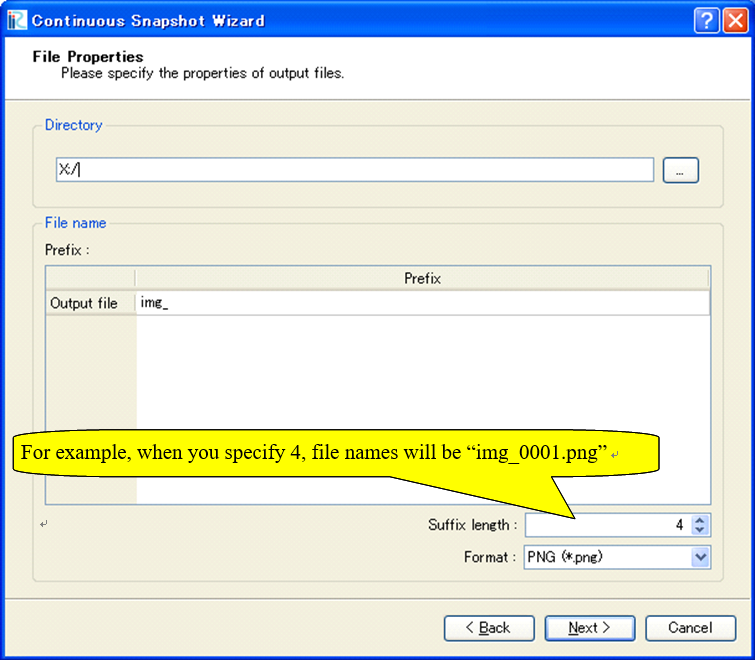 Continuous Snapshot Wizard
File Properties
Please specify the properties of output files.
Directory
X:/
...
File name
Prefix :
Prefix
Output file img_
For example, when you specify 4, file names will be “img_0001.png”
Suffix length : 4
Format : PNG (*.png)
< Back Next > Cancel